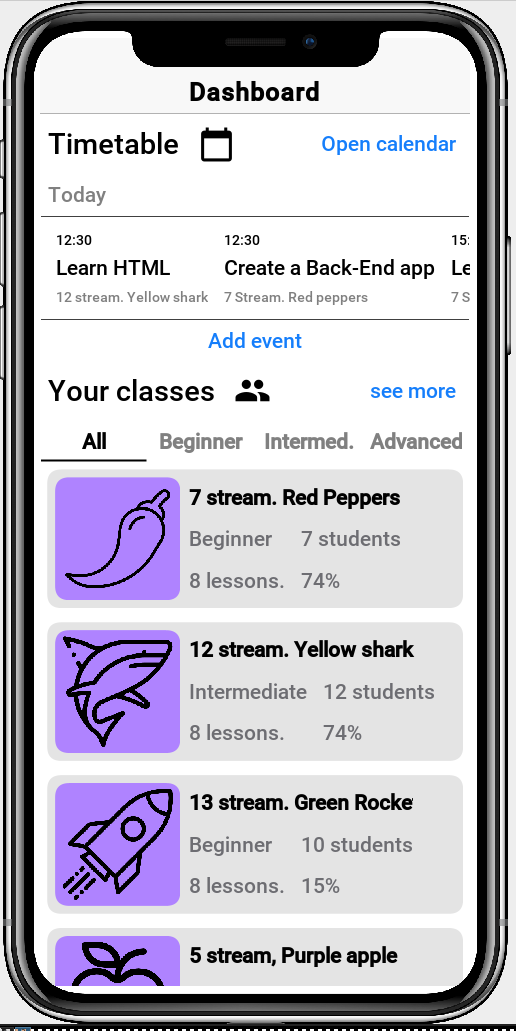 Dashboard
Timetable Open calendar
Today
12:30 12:30 15:
Learn HTML Create a Back-End app Le
12 stream. Yellow shark 7 Stream. Red peppers 7 S
Add event
Your classes see more
All Beginner Intermed. Advanced
7 stream. Red Peppers
Beginner 7 students
8 lessons. 74%
12 stream. Yellow shark
Intermediate 12 students
8 lessons. 74%
13 stream. Green Rocke
Beginner 10 students
8 lessons. 15%
5 stream, Purple apple